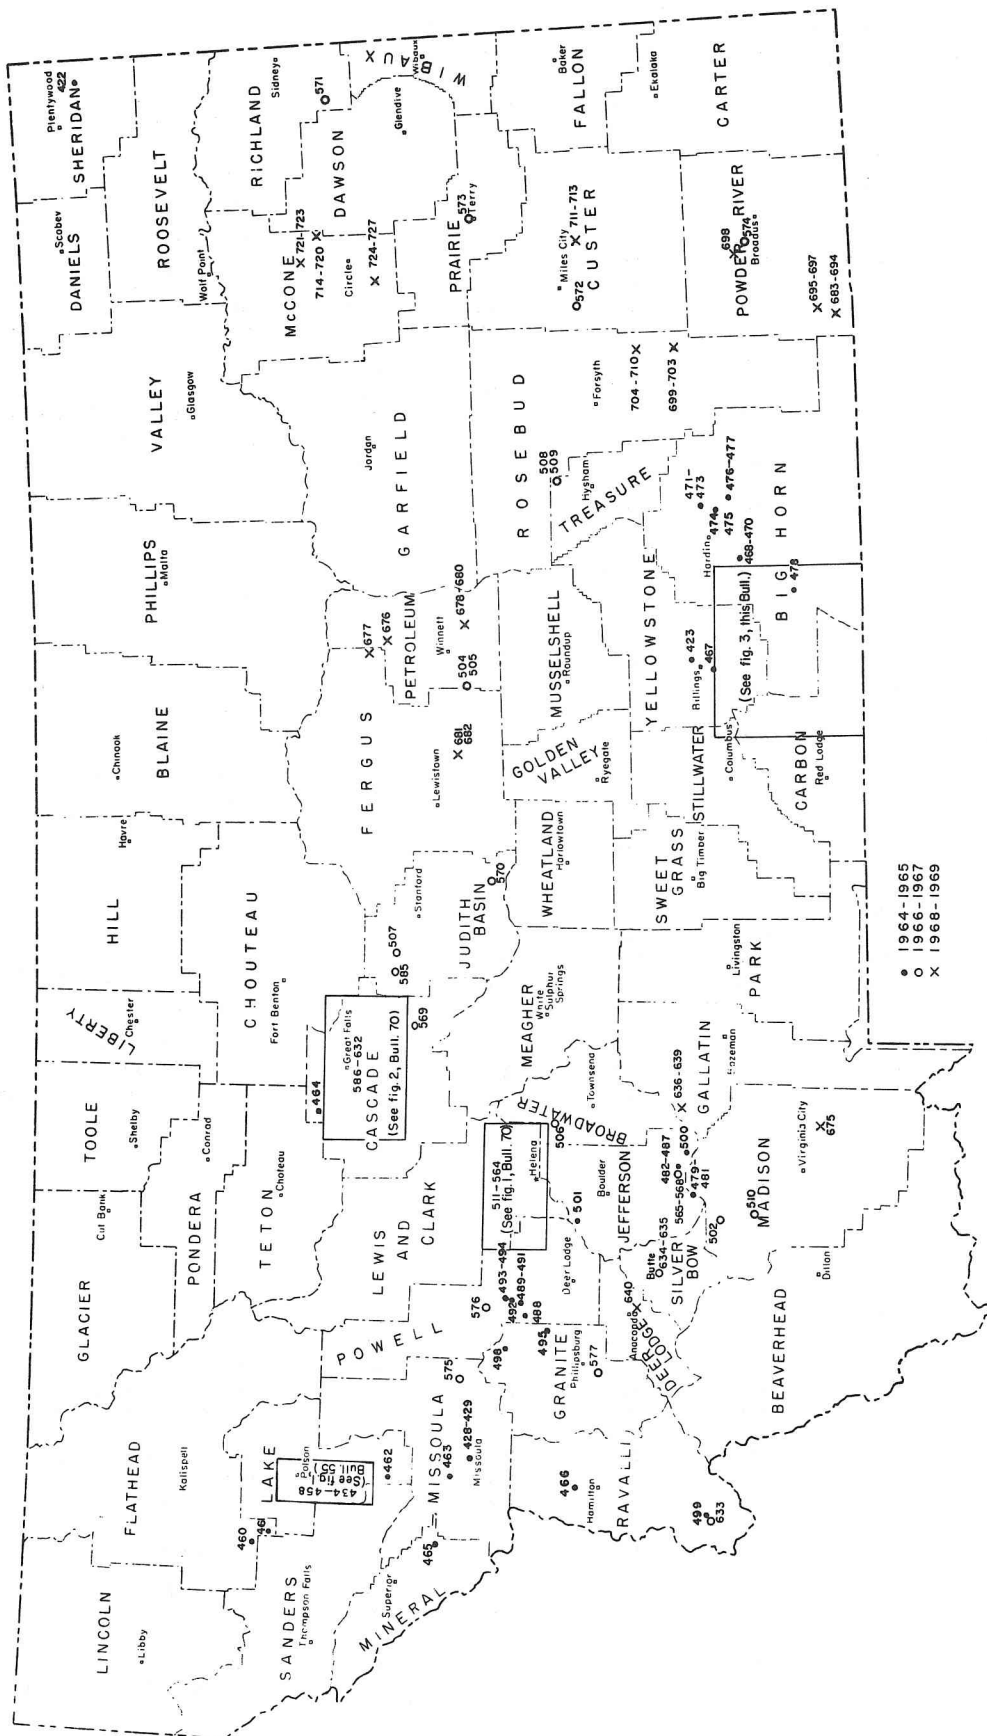 LINCOLN
Libby
FLATHEAD
Kalispell
GLACIER
Cut Bank
TOOLE
Shelby
LIBERTY
Chester
HILL
Havre
BLAINE
Chinook
PHILLIPS
Malta
VALLEY
Glasgow
DANIELS
Scobey
SHERIDAN
Plentywood
422
ROOSEVELT
Wolf Point
SANDERS
Thompson Falls
460
461
LAKE
Polson
434-458
(See fig. 1, Bull. 55)
462
PONDERA
Conrad
TETON
Choteau
CHOUTEAU
Fort Benton
464
Great Falls
586-632
CASCADE
(See fig. 2, Bull. 70)
569
585
507
Stanford
JUDITH
BASIN
570
FERGUS
Lewistown
681
682
677
676
PETROLEUM
Winnett
504
505
678-680
GARFIELD
Jordan
McCONE
721-723
714-720
Circle
724-727
RICHLAND
Sidney
571
DAWSON
Glendive
WIBAUX
Wibaux
PRAIRIE
573
Terry
MINERAL
Superior
465
MISSOULA
463
428-429
Missoula
POWELL
575
576
498
493-494
492
489-491
488
495
LEWIS
AND
CLARK
511-564
(See fig. 1, Bull. 70)
Helena
506
BROADWATER
Townsend
MEAGHER
White
Sulphur
Springs
WHEATLAND
Harlowtown
GOLDEN
VALLEY
Ryegate
MUSSELSHELL
Roundup
ROSEBUD
508
509
Forsyth
704-710
699-703
TREASURE
Hysham
CUSTER
Miles City
572
711-713
FALLON
Baker
RAVALLI
466
Hamilton
499
633
GRANITE
Phillipsburg
577
Deer Lodge
501
DEER
LODGE
Anaconda
640
Butte
634-635
SILVER
BOW
JEFFERSON
Boulder
565-568
482-487
500
479-
481
636-639
GALLATIN
Bozeman
PARK
Livingston
SWEET
GRASS
Big Timber
STILLWATER
Columbus
YELLOWSTONE
Billings
423
467
CARBON
Red Lodge
(See fig. 3, this Bull.)
BIG HORN
Hardin
471-
473
474
475
476-477
468-470
478
POWDER RIVER
698
574
Broadus
695-697
683-694
CARTER
Ekalaka
BEAVERHEAD
Dillon
MADISON
502
510
Virginia City
675
1964-1965
1966-1967
1968-1969